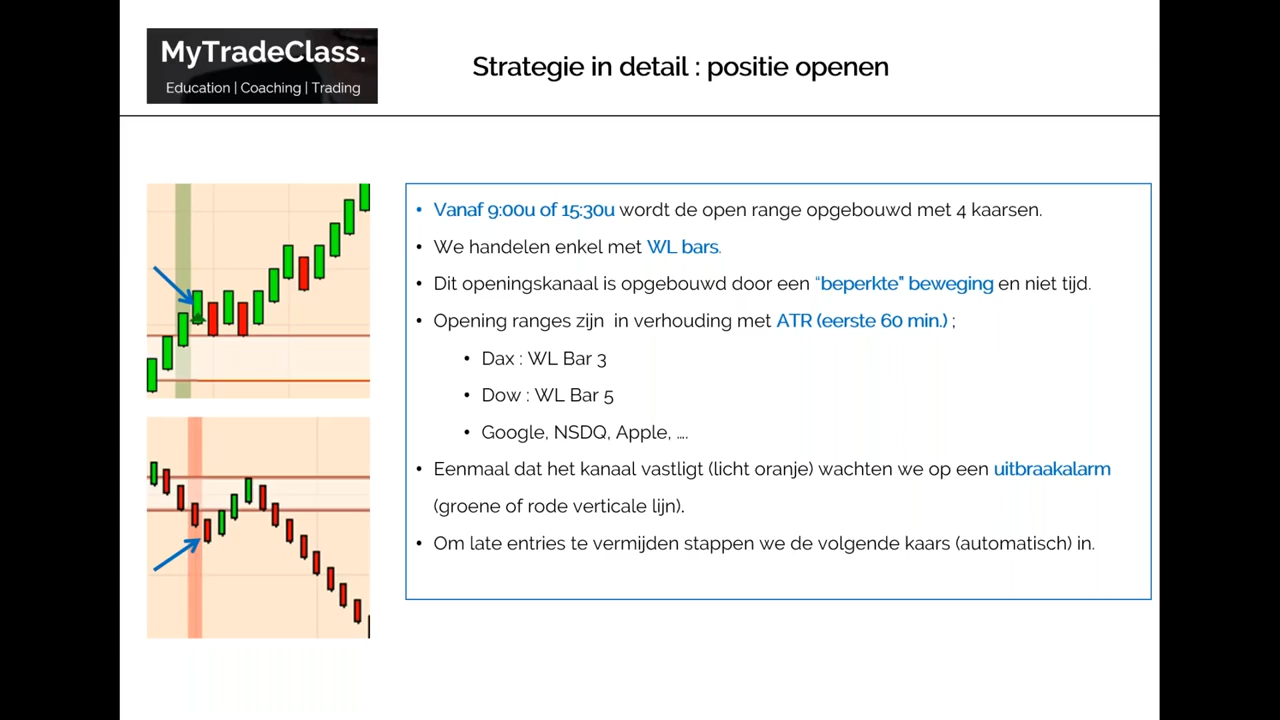 MyTradeClass.
Education | Coaching | Trading
Strategie in detail : positie openen
• Vanaf 9:00u of 15:30u wordt de open range opgebouwd met 4 kaarsen.
• We handelen enkel met WL bars.
• Dit openingskanaal is opgebouwd door een “beperkte" beweging en niet tijd.
• Opening ranges zijn in verhouding met ATR (eerste 60 min.) ;
• Dax : WL Bar 3
• Dow : WL Bar 5
• Google, NSDQ, Apple, ....
• Eenmaal dat het kanaal vastligt (licht oranje) wachten we op een uitbraakalarm
(groene of rode verticale lijn).
• Om late entries te vermijden stappen we de volgende kaars (automatisch) in.